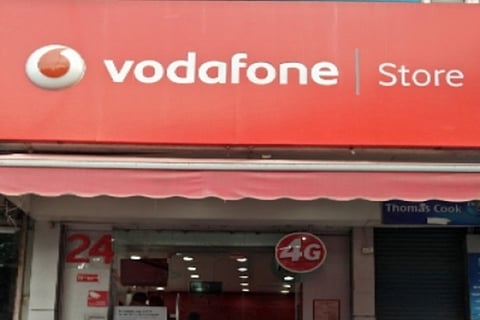 vodafone | Store
Thomas Cook
24
4G